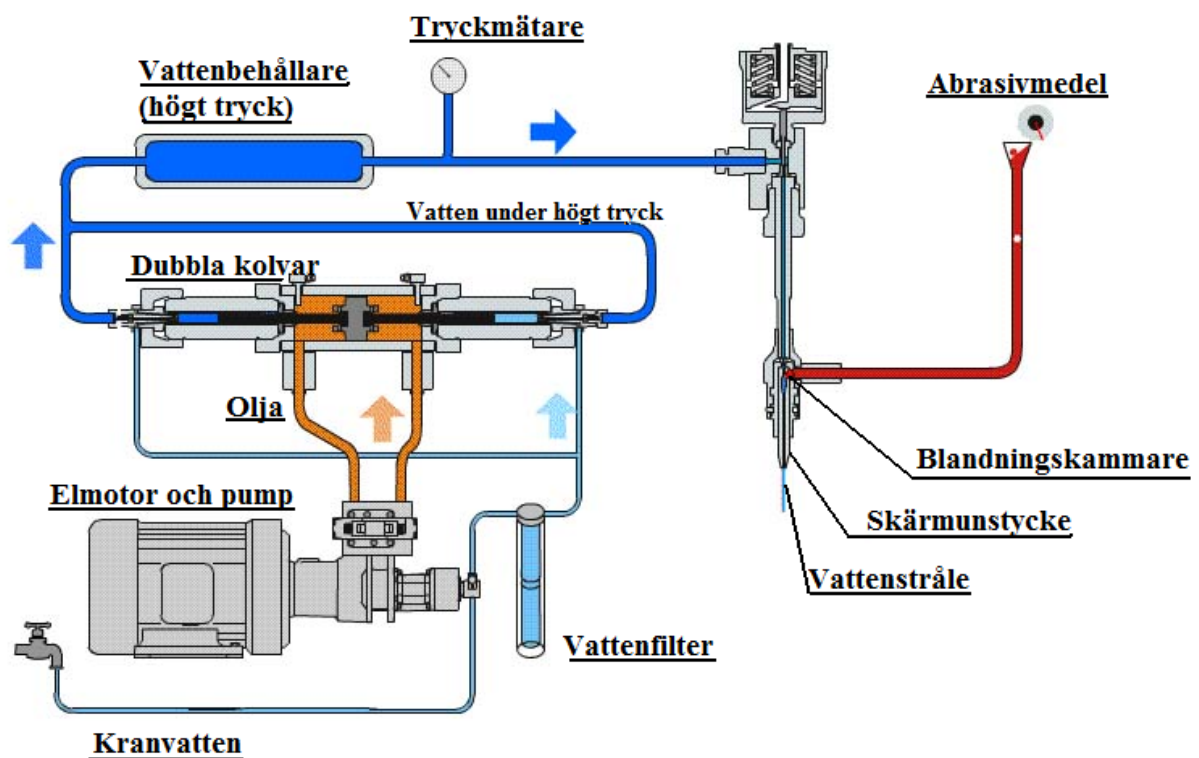 Tryckmätare
Vattenbehållare
(högt tryck)
Abrasivmedel
Vatten under högt tryck
Dubbla kolvar
Olja
Blandningskammare
Elmotor och pump
Skärmunstycke
Vattenstråle
Vattenfilter
Kranvatten